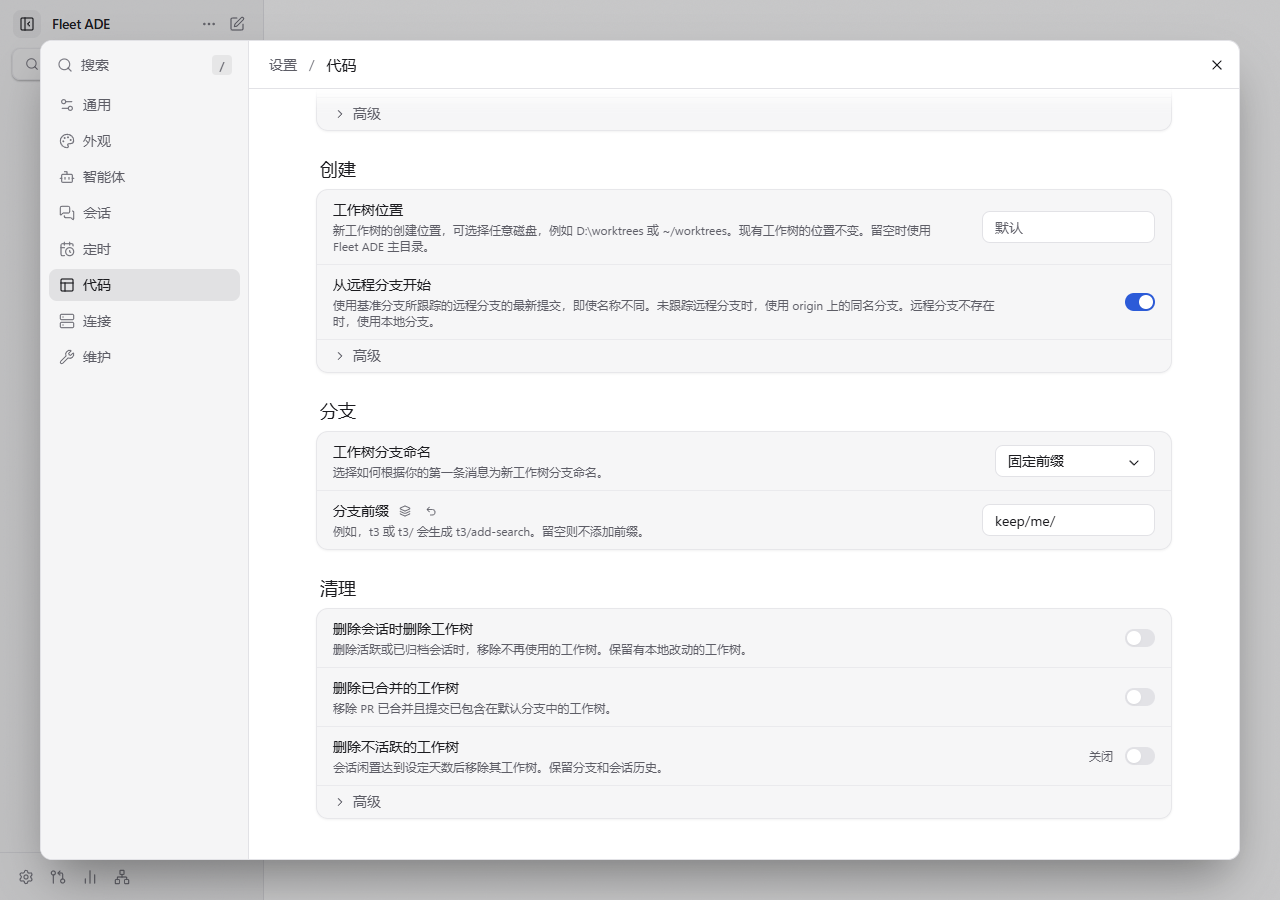 Fleet ADE
搜索
/
通用
外观
智能体
会话
定时
代码
连接
维护
设置 / 代码
高级
创建
工作树位置
新工作树的创建位置，可选择任意磁盘，例如 D:\worktrees 或 ~/worktrees。现有工作树的位置不变。留空时使用
Fleet ADE 主目录。
默认
从远程分支开始
使用基准分支所跟踪的远程分支的最新提交，即使名称不同。未跟踪远程分支时，使用 origin 上的同名分支。远程分支不存在
时，使用本地分支。
高级
分支
工作树分支命名
选择如何根据你的第一条消息为新工作树分支命名。
固定前缀
分支前缀
例如，t3 或 t3/ 会生成 t3/add-search。留空则不添加前缀。
keep/me/
清理
删除会话时删除工作树
删除活跃或已归档会话时，移除不再使用的工作树。保留有本地改动的工作树。
删除已合并的工作树
移除 PR 已合并且提交已包含在默认分支中的工作树。
删除不活跃的工作树
会话闲置达到设定天数后移除其工作树。保留分支和会话历史。
关闭
高级